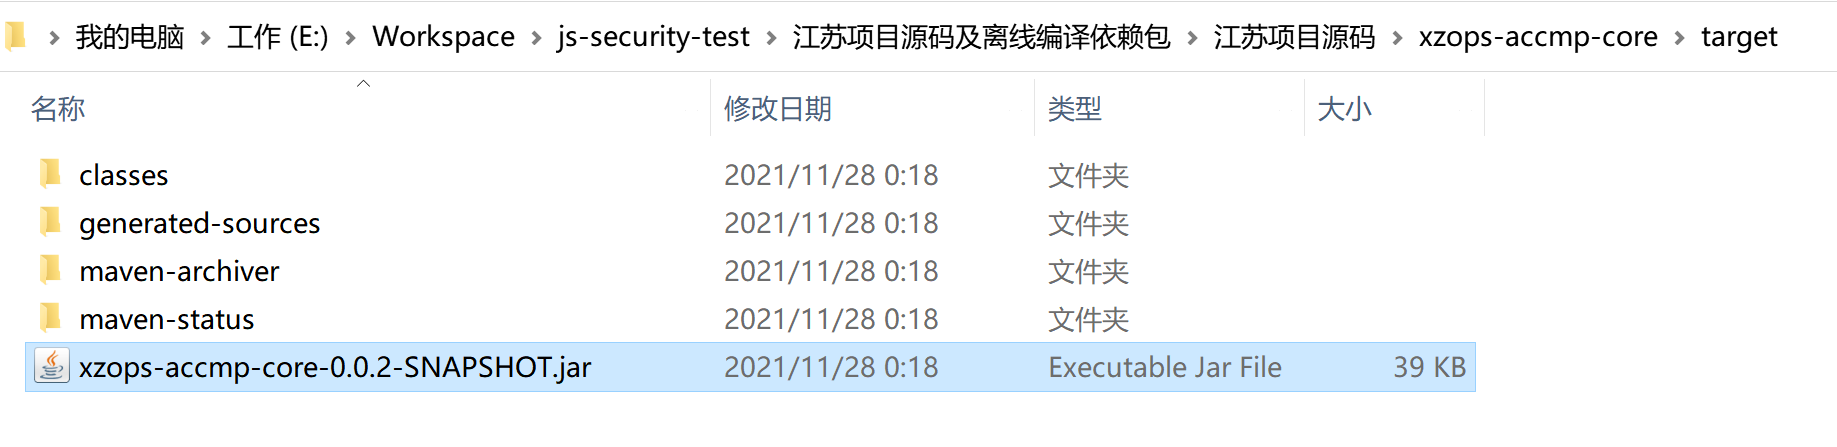 我的电脑 > 工作 (E:) > Workspace > js-security-test > 江苏项目源码及离线编译依赖包 > 江苏项目源码 > xzops-accmp-core > target
名称 修改日期 类型 大小
classes 2021/11/28 0:18 文件夹
generated-sources 2021/11/28 0:18 文件夹
maven-archiver 2021/11/28 0:18 文件夹
maven-status 2021/11/28 0:18 文件夹
xzops-accmp-core-0.0.2-SNAPSHOT.jar 2021/11/28 0:18 Executable Jar File 39 KB